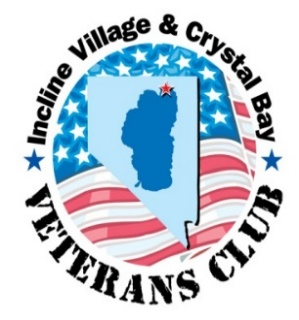 Incline Village & Crystal Bay
VETERANS CLUB